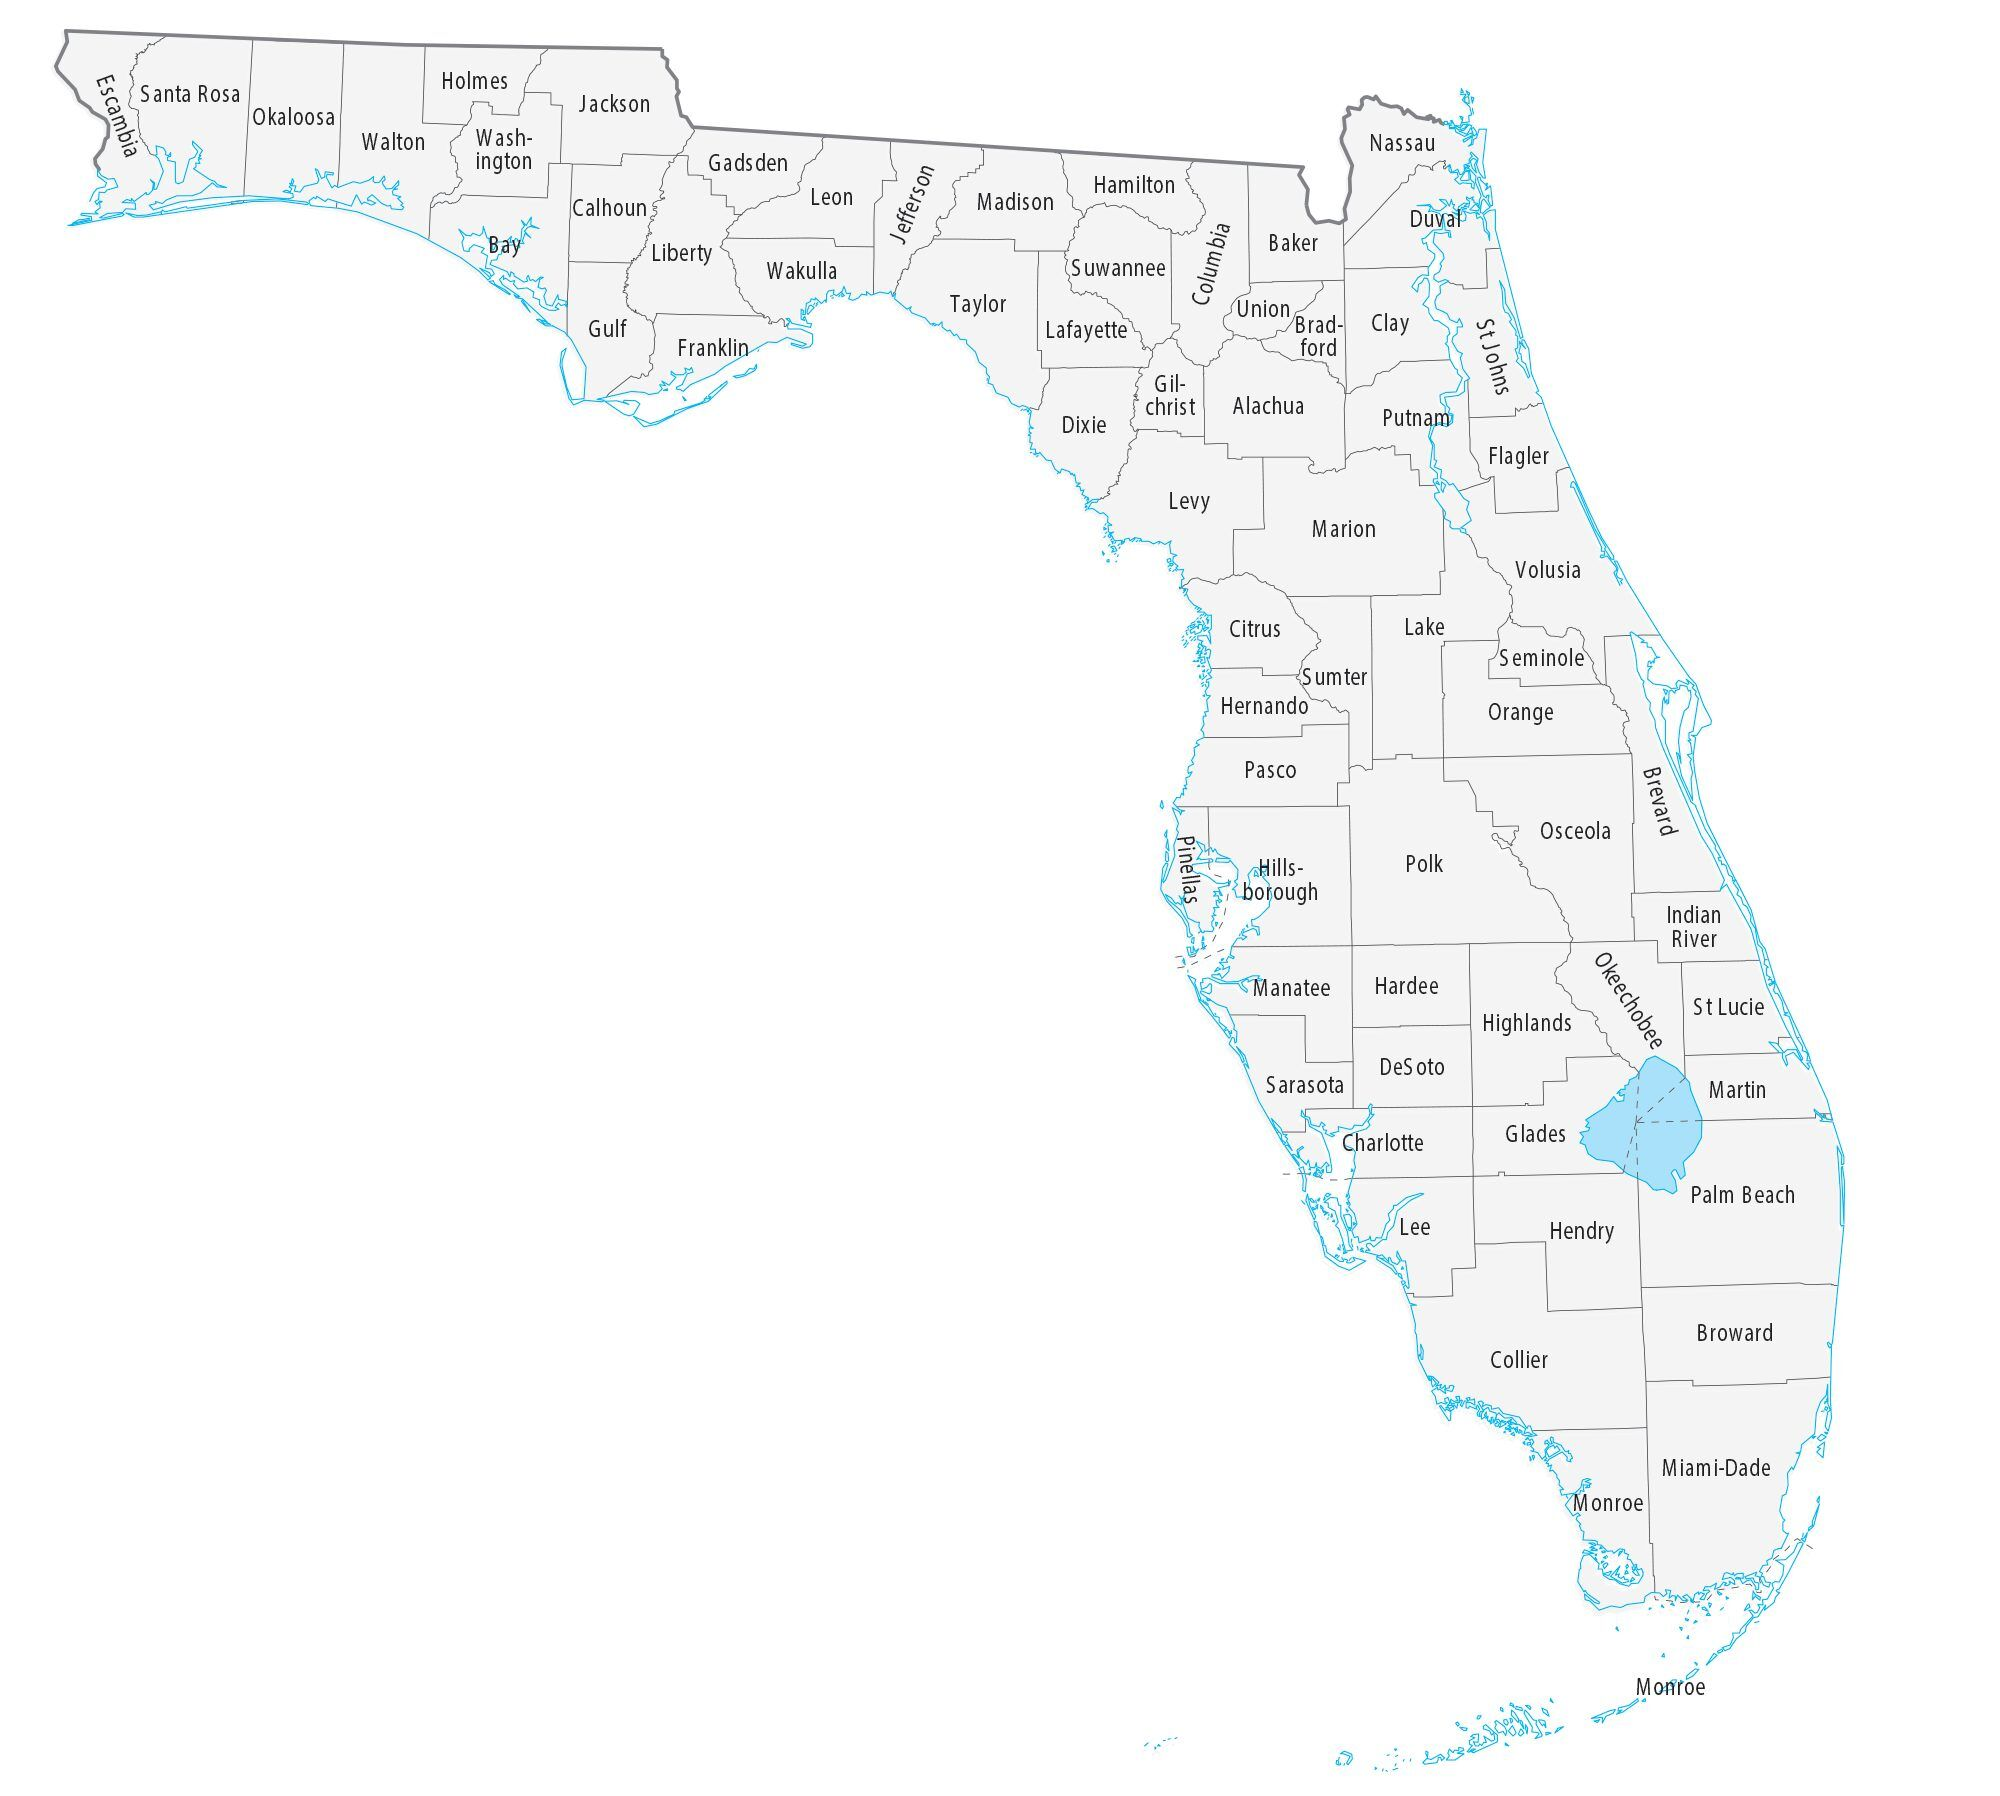 Escambia
Santa Rosa
Okaloosa
Walton
Holmes
Wash-
ington
Jackson
Bay
Calhoun
Gulf
Liberty
Franklin
Gadsden
Leon
Wakulla
Jefferson
Madison
Taylor
Hamilton
Suwannee
Lafayette
Dixie
Columbia
Gil-
christ
Baker
Union
Brad-
ford
Alachua
Levy
Nassau
Duval
Clay
St Johns
Putnam
Flagler
Marion
Volusia
Citrus
Sumter
Lake
Seminole
Hernando
Orange
Pasco
Brevard
Pinellas
Hills-
borough
Polk
Osceola
Indian
River
Manatee
Hardee
Highlands
Okeechobee
St Lucie
Sarasota
DeSoto
Martin
Charlotte
Glades
Palm Beach
Lee
Hendry
Broward
Collier
Miami-Dade
Monroe
Monroe